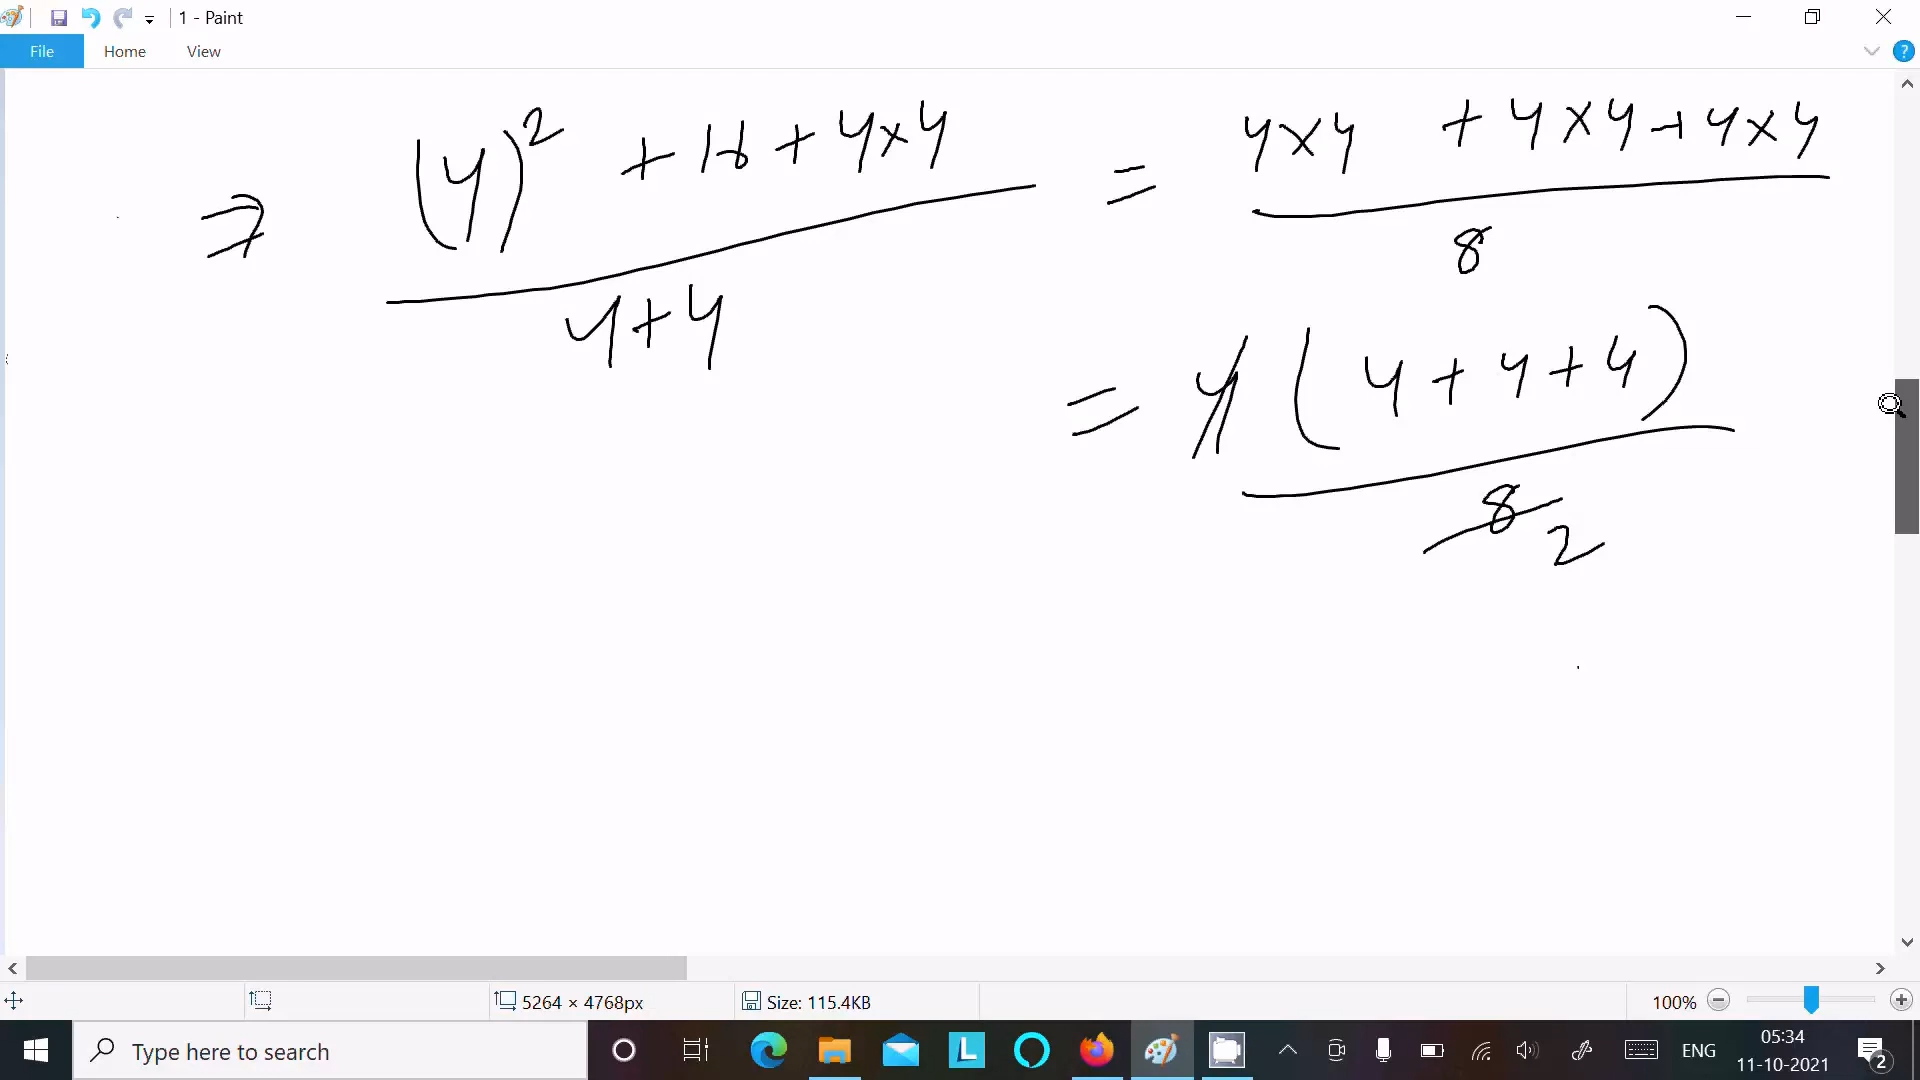 1 - Paint
File Home View
⇒ (4)² + 16 + 4×4 / 4+4 = 4×4 + 4×4 + 4×4 / 8
= 4 (4 + 4 + 4) / 8 2
5264 × 4768px Size: 115.4KB 100%
Type here to search L ENG 05:34
11-10-2021 2